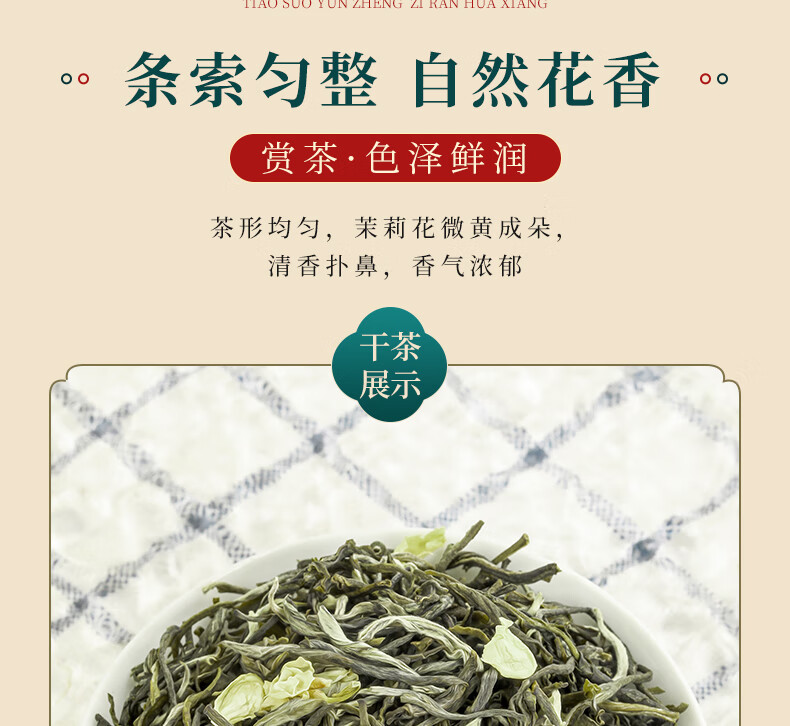 TIAO SUO YUN ZHENG ZI RAN HUA XIANG
条索匀整 自然花香
赏茶·色泽鲜润
茶形均匀，茉莉花微黄成朵，
清香扑鼻，香气浓郁
干茶
展示